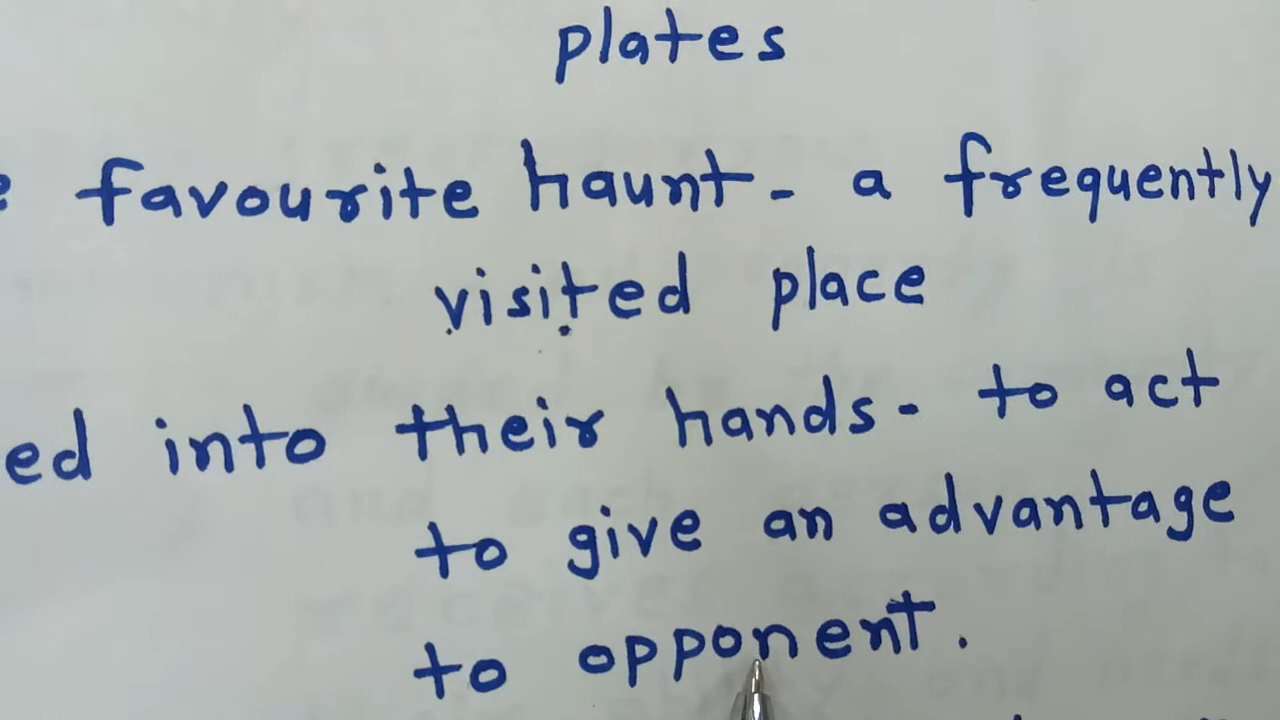 plates
favourite haunt - a frequently
visited place
ed into their hands - to act
to give an advantage
to opponent.